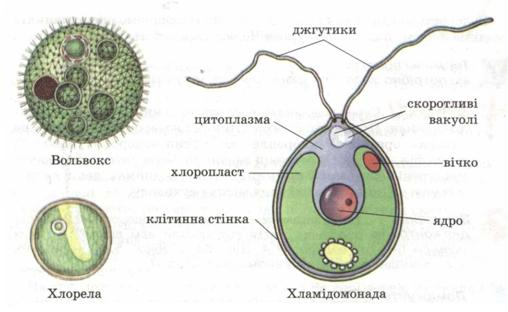 джгутики
скоротливі
вакуолі
цитоплазма
Вольвокс
хлоропласт
вічко
клітинна стінка
ядро
Хлорела
Хламідомонада